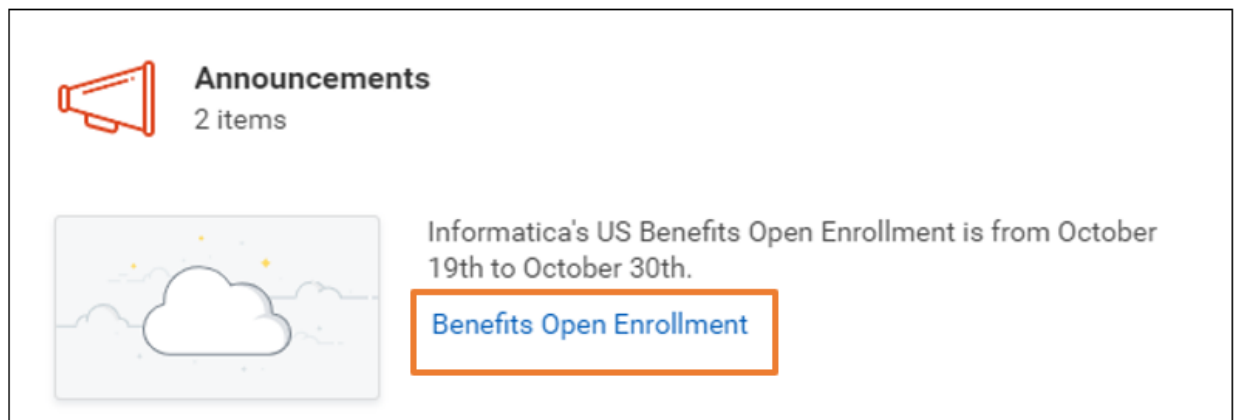 Announcements
2 items
Informatica's US Benefits Open Enrollment is from October
19th to October 30th.
Benefits Open Enrollment